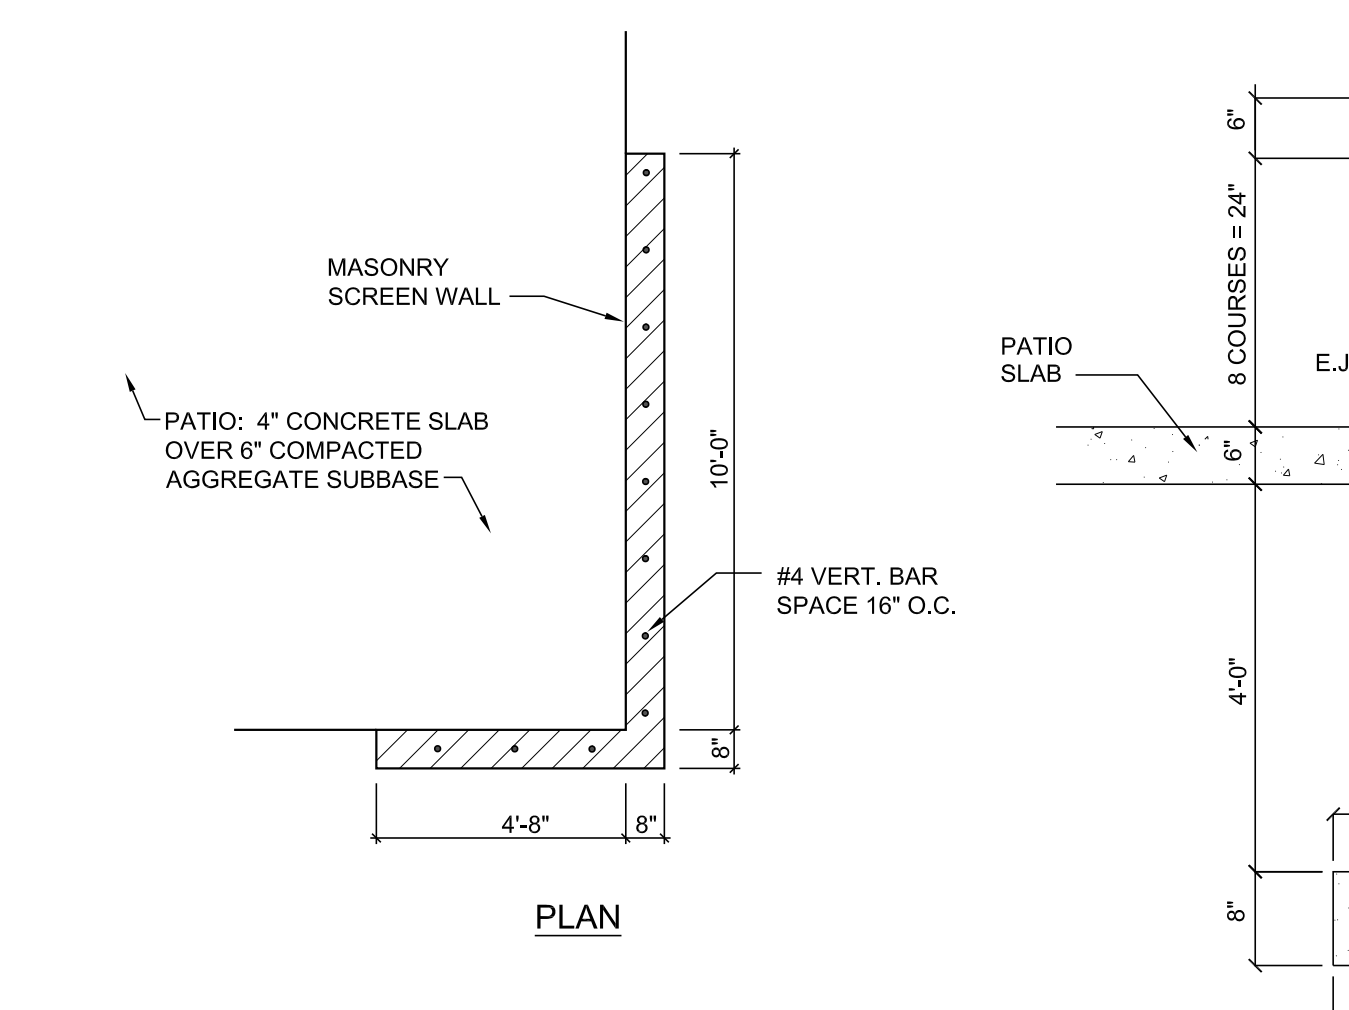 MASONRY
SCREEN WALL
PATIO: 4" CONCRETE SLAB
OVER 6" COMPACTED
AGGREGATE SUBBASE
10'-0"
#4 VERT. BAR
SPACE 16" O.C.
8"
4'-8"
8"
PLAN
6"
8 COURSES = 24"
E.J
PATIO
SLAB
6"
4'-0"
8"